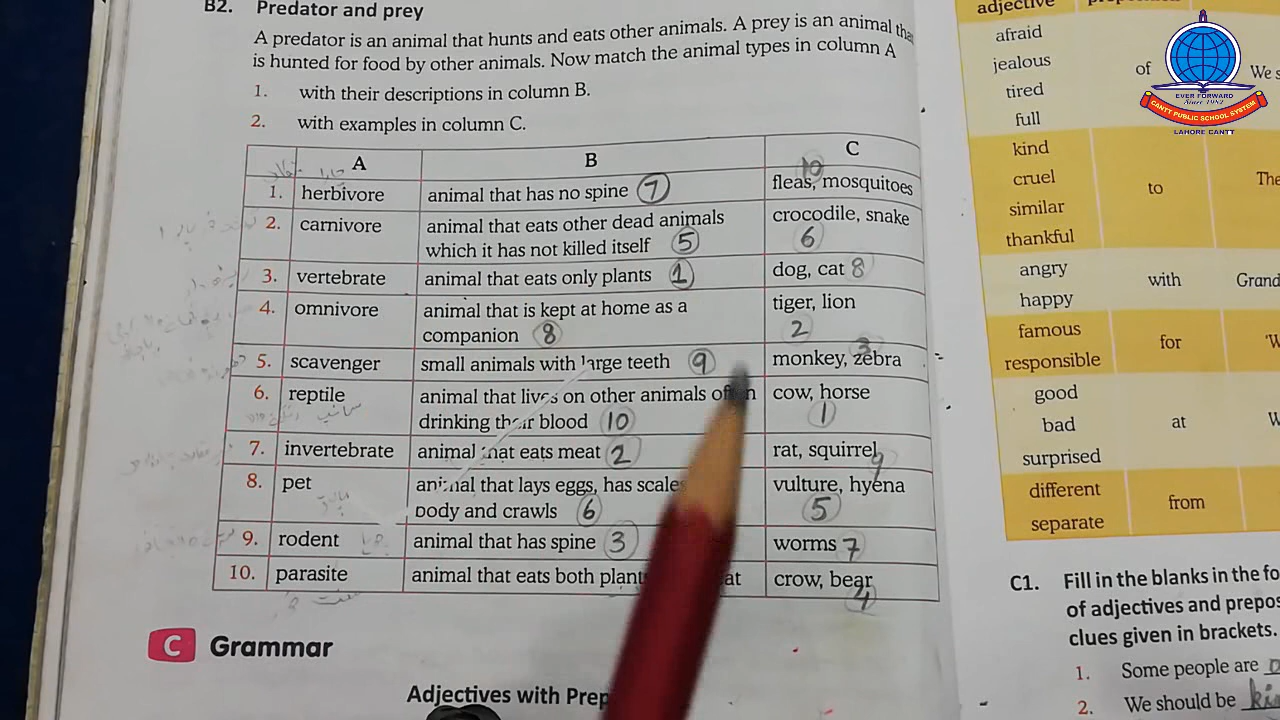 B2. Predator and prey
A predator is an animal that hunts and eats other animals. A prey is an animal that
is hunted for food by other animals. Now match the animal types in column A
1. with their descriptions in column B.
2. with examples in column C.
A B C
10
1. herbivore animal that has no spine 7 fleas, mosquitoes
2. carnivore animal that eats other dead animals crocodile, snake
which it has not killed itself 5 6
3. vertebrate animal that eats only plants 1 dog, cat 8
4. omnivore animal that is kept at home as a tiger, lion
companion 8 2
3
5. scavenger small animals with large teeth 9 monkey, zebra
6. reptile animal that lives on other animals often cow, horse
drinking their blood 10 1
7. invertebrate animal that eats meat 2 rat, squirrel 9
8. pet animal that lays eggs, has scales vulture, hyena
body and crawls 6 5
9. rodent animal that has spine 3 worms 7
10. parasite animal that eats both crow, bear
4
C Grammar
Adjectives with
adjective
afraid
jealous
tired
full
of
We
kind
cruel
similar
thankful
to
The
angry
happy
with
famous
responsible
for
good
bad
surprised
at
different
separate
from
C1. Fill in the blanks in the
of adjectives and
clues given in brackets.
1. Some people are
2. We should be
EVER FORWARD
Since 1982
CANTT PUBLIC SCHOOL SYSTEM
LAHORE CANTT